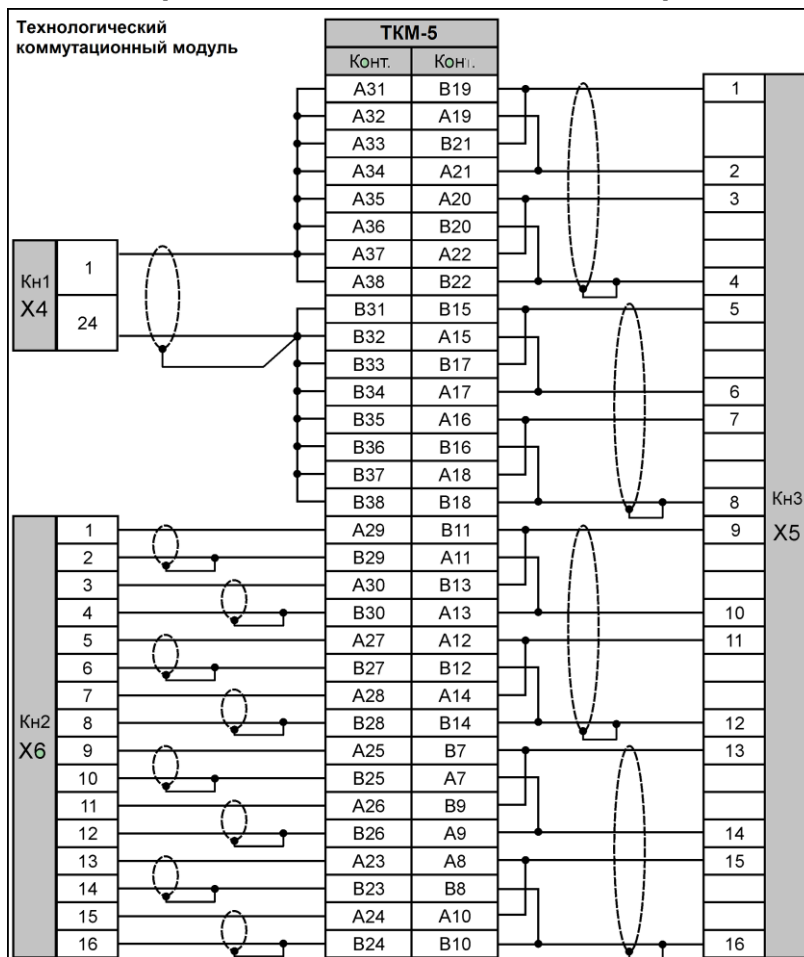 Технологический
коммутационный модуль
ТКМ-5
Конт. Конт.
A31 B19 1
A32 A19
A33 B21
A34 A21 2
A35 A20 3
A36 B20
A37 A22
A38 B22 4
B31 B15 5
B32 A15
B33 B17
B34 A17 6
B35 A16 7
B36 B16
B37 A18
B38 B18 8
Кн1
X4
1
24
Кн3
X5
1 A29 B11 9
2 B29 A11
3 A30 B13
4 B30 A13 10
5 A27 A12 11
6 B27 B12
7 A28 A14
8 B28 B14 12
9 A25 B7 13
10 B25 A7
11 A26 B9
12 B26 A9 14
13 A23 A8 15
14 B23 B8
15 A24 A10
16 B24 B10 16
Кн2
X6